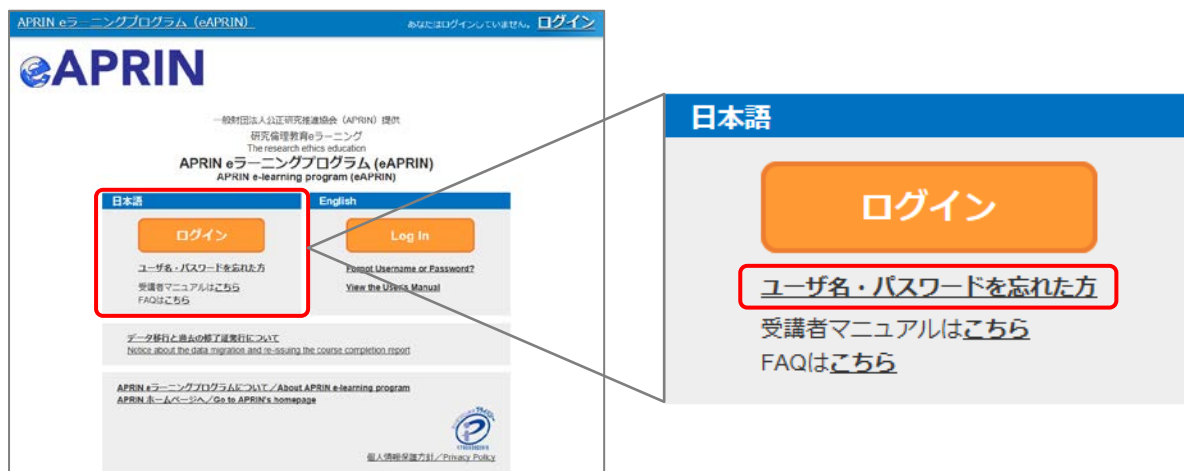 APRIN eラーニングプログラム（eAPRIN）
あなたはログインしていません。 ログイン
eAPRIN
一般財団法人公正研究推進協会（APRIN）提供
研究倫理教育eラーニング
The research ethics education
APRIN eラーニングプログラム (eAPRIN)
APRIN e-learning program (eAPRIN)
日本語
ログイン
ユーザ名・パスワードを忘れた方
受講者マニュアルはこちら
FAQはこちら
English
Log In
Forgot Username or Password?
View the Users Manual
データ移行と過去の修了証発行について
Notice about the data migration and re-issuing the course completion report
APRIN eラーニングプログラムについて／About APRIN e-learning program
APRIN ホームページへ／Go to APRIN's homepage
個人情報保護方針／Privacy Policy
日本語
ログイン
ユーザ名・パスワードを忘れた方
受講者マニュアルはこちら
FAQはこちら